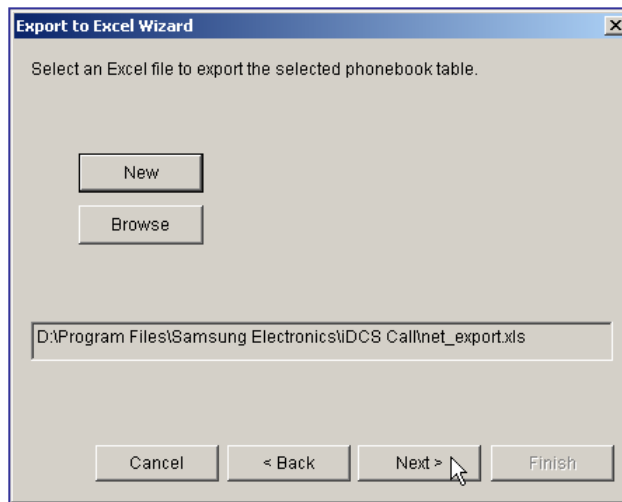 Export to Excel Wizard
Select an Excel file to export the selected phonebook table.
New
Browse
D:\Program Files\Samsung Electronics\iDCS Call\net_export.xls
Cancel
< Back
Next >
Finish